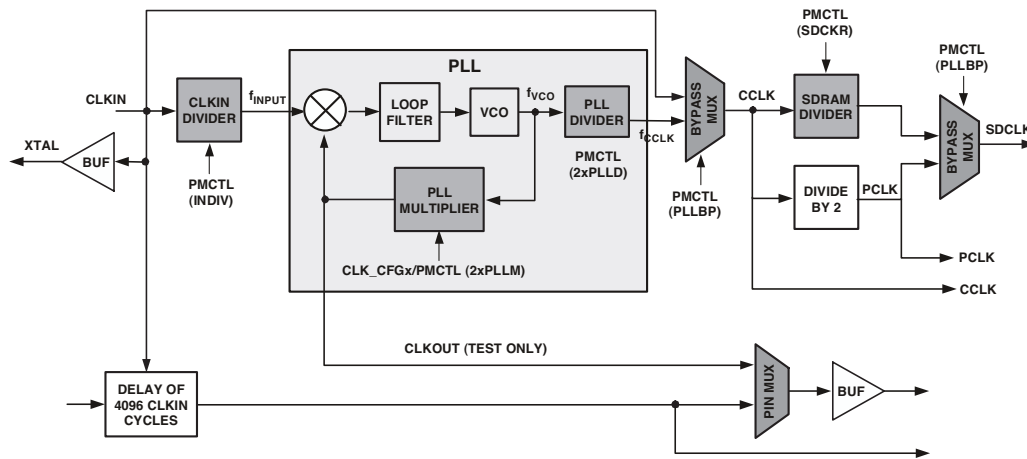 PMCTL
(SDCKR)
PMCTL
(PLLBP)
PLL
CLKIN
CLKIN
DIVIDER
fINPUT
LOOP
FILTER
VCO
fVCO
PLL
DIVIDER
fCCLK
BYPASS
MUX
CCLK
SDRAM
DIVIDER
BYPASS
MUX
SDCLK
XTAL
BUF
PMCTL
(INDIV)
PMCTL
(2xPLLD)
PLL
MULTIPLIER
PMCTL
(PLLBP)
DIVIDE
BY 2
PCLK
CLK_CFGx/PMCTL (2xPLLM)
PCLK
CCLK
CLKOUT (TEST ONLY)
DELAY OF
4096 CLKIN
CYCLES
PIN MUX
BUF